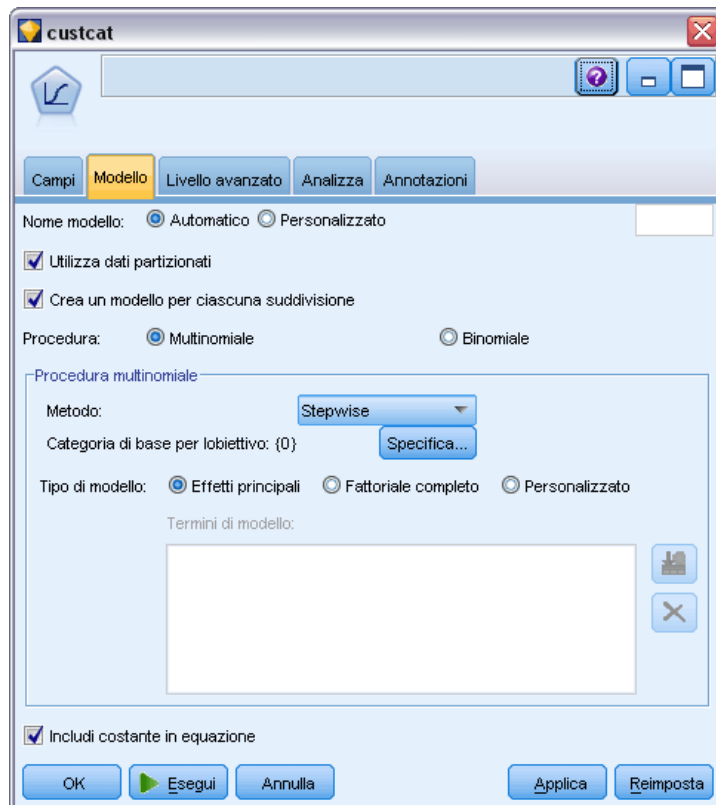 custcat
Campi Modello Livello avanzato Analizza Annotazioni
Nome modello: Automatico Personalizzato
Utilizza dati partizionati
Crea un modello per ciascuna suddivisione
Procedura: Multinomiale Binomiale
Procedura multinomiale
Metodo: Stepwise
Categoria di base per lobiettivo: {0} Specifica...
Tipo di modello: Effetti principali Fattoriale completo Personalizzato
Termini di modello:
Includi costante in equazione
OK Esegui Annulla Applica Reimposta